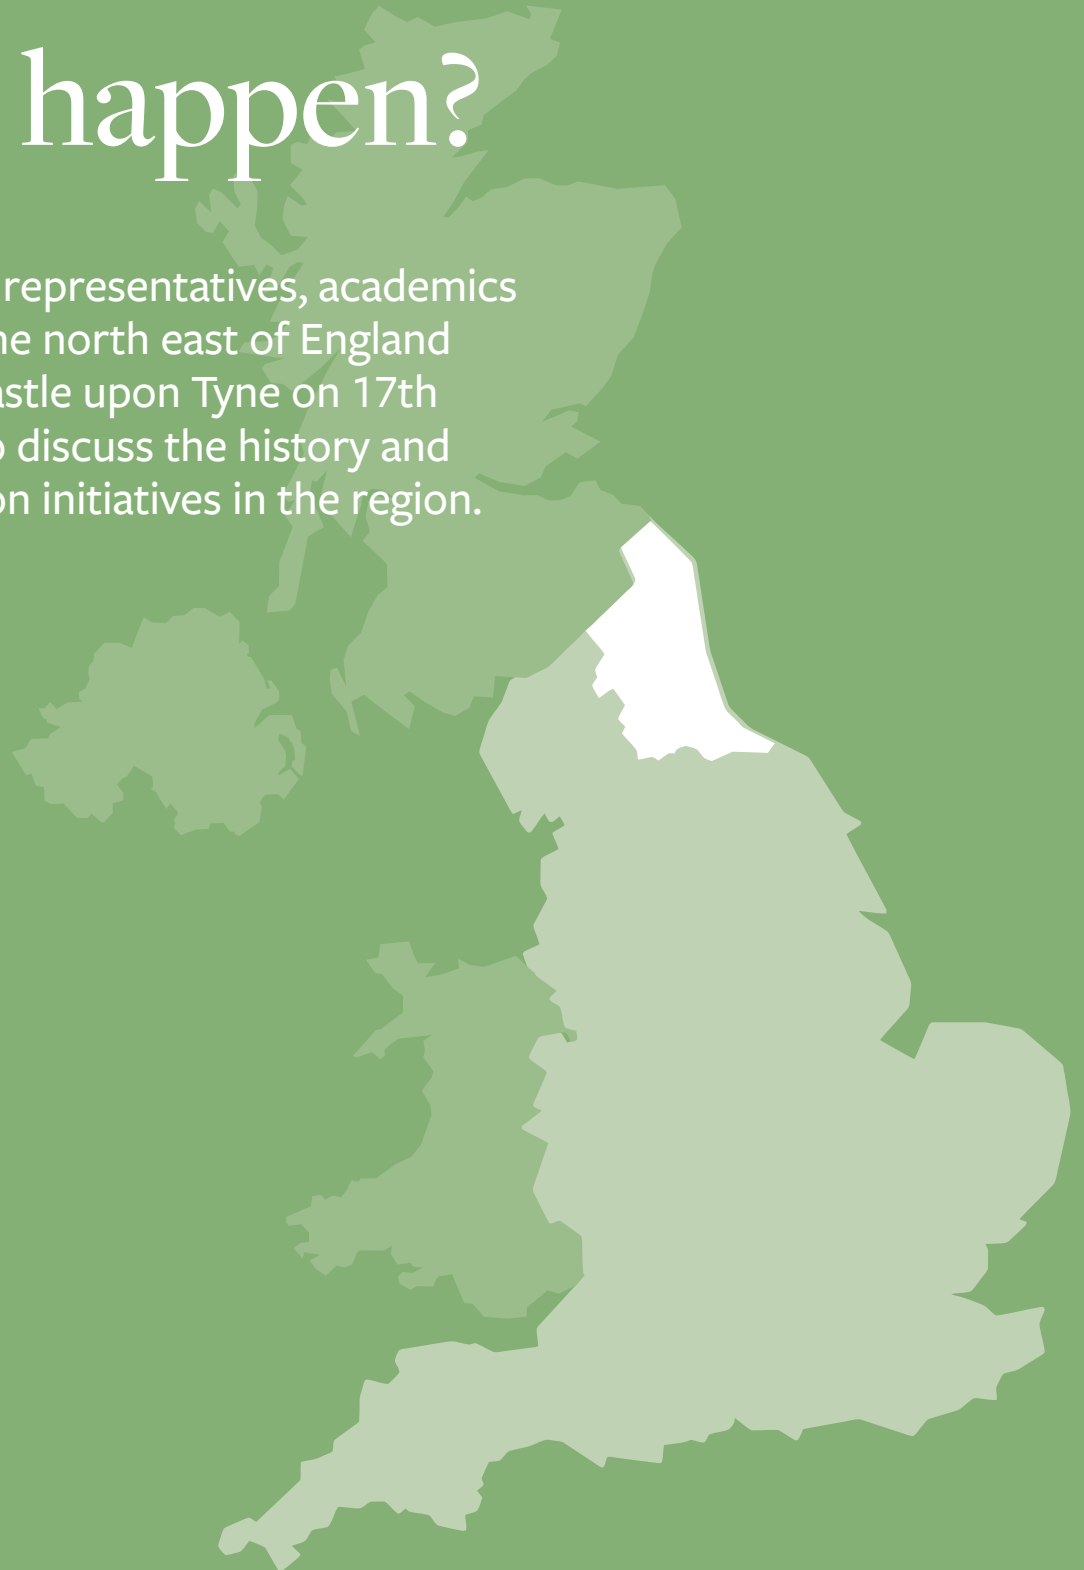 happen?
representatives, academics
ne north east of England
astle upon Tyne on 17th
o discuss the history and
on initiatives in the region.